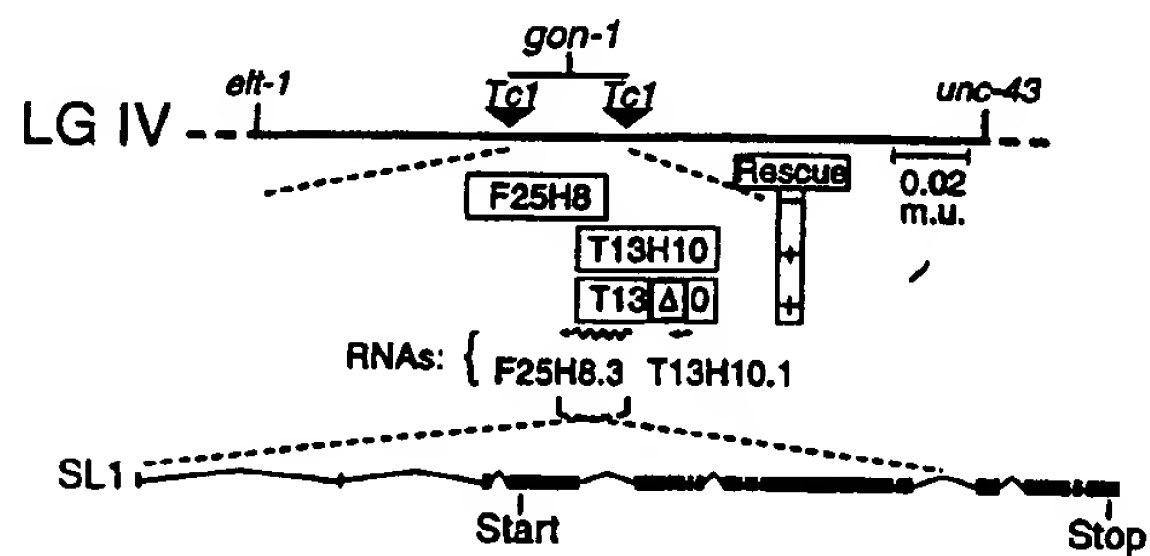 gon-1
elt-1 Tc1 Tc1 unc-43
LG IV
Rescue
0.02
m.u.
F25H8
-
T13H10
+
T13 Δ 0
+
RNAs: { F25H8.3 T13H10.1
SL1
Start
Stop